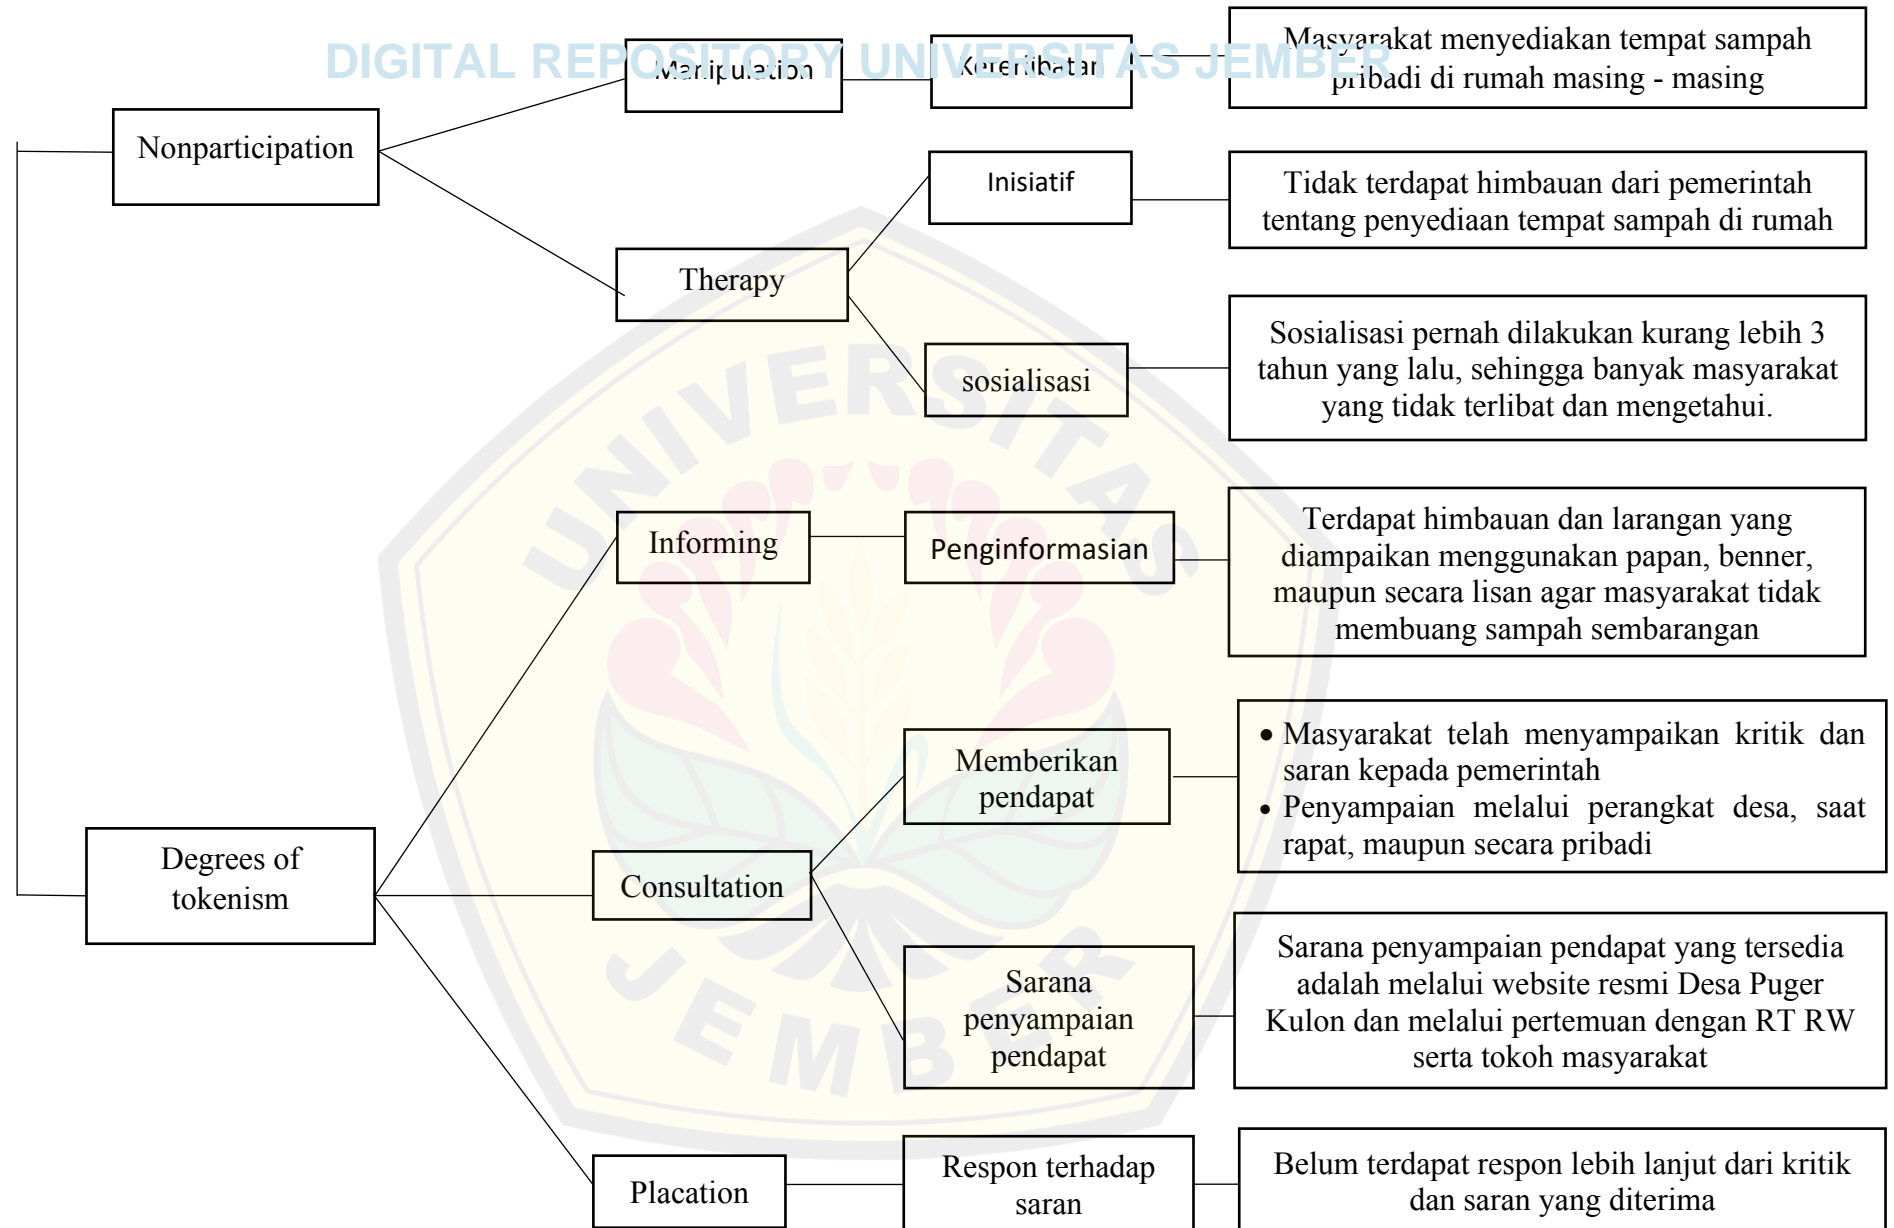 DIGITAL REPOSITORY UNIVERSITAS JEMBER
Manipulation
Keterlibatan
Masyarakat menyediakan tempat sampah
pribadi di rumah masing - masing
Nonparticipation
Inisiatif
Tidak terdapat himbauan dari pemerintah
tentang penyediaan tempat sampah di rumah
Therapy
sosialisasi
Sosialisasi pernah dilakukan kurang lebih 3
tahun yang lalu, sehingga banyak masyarakat
yang tidak terlibat dan mengetahui.
Informing
Penginformasian
Terdapat himbauan dan larangan yang
diampaikan menggunakan papan, benner,
maupun secara lisan agar masyarakat tidak
membuang sampah sembarangan
Degrees of
tokenism
Consultation
Memberikan
pendapat
• Masyarakat telah menyampaikan kritik dan
saran kepada pemerintah
• Penyampaian melalui perangkat desa, saat
rapat, maupun secara pribadi
Sarana
penyampaian
pendapat
Sarana penyampaian pendapat yang tersedia
adalah melalui website resmi Desa Puger
Kulon dan melalui pertemuan dengan RT RW
serta tokoh masyarakat
Placation
Respon terhadap
saran
Belum terdapat respon lebih lanjut dari kritik
dan saran yang diterima
UNIVERSITAS
JEMBER